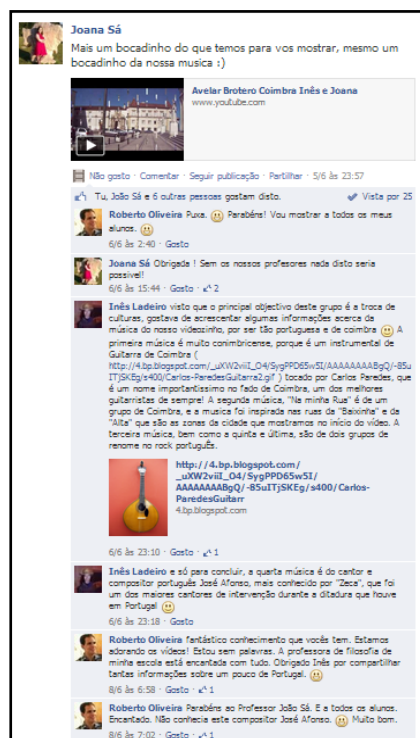 Joana Sá
Mais um bocadinho do que temos para vos mostrar, mesmo um
bocadinho da nossa musica :)
Avelar Brotero Coimbra Inês e Joana
www.youtube.com
Não gosto · Comentar · Seguir publicação · Partilhar · 5/6 às 23:57
Tu, João Sá e 6 outras pessoas gostam disto.
Vista por 25
Roberto Oliveira Puxa. Parabéns! Vou mostrar a todos os meus
alunos.
6/6 às 2:40 · Gosto
Joana Sá Obrigada ! Sem os nossos profesores nada disto seria
possivel!
6/6 às 15:44 · Gosto · 2
Inês Ladeiro visto que o principal objectivo deste grupo é a troca de
culturas, gostava de acrescentar algumas informações acerca da
música do nosso videozinho, por ser tão portuguesa e de coimbra A
primeira música é muito conimbricense, porque é um instrumental de
Guitarra de Coimbra (
http://4.bp.blogspot.com/_uXW2viiI_O4/SygPPD65w5I/AAAAAAAABgQ/-85u
ITjSKEg/s400/Carlos-ParedesGuitarra2.gif ) tocado por Carlos Paredes, que
é um nome importantissimo no fado de Coimbra, um dos melhores
guitarristas de sempre! A segunda música, "Na minha Rua" é de um
grupo de Coimbra, e a musica foi inspirada nas ruas da "Baixinha" e da
"Alta" que são as zonas da cidade que mostramos no início do vídeo. A
terceira música, bem como a quinta e última, são de dois grupos de
renome no rock português.
http://4.bp.blogspot.com/
_uXW2viiI_O4/SygPPD65w5I/
AAAAAAAABgQ/-85uITjSKEg/s400/Carlos-
ParedesGuitarr
4.bp.blogspot.com
6/6 às 23:10 · Gosto · 1
Inês Ladeiro e só para concluir, a quarta música é do cantor e
compositor português José Afonso, mais conhecido por "Zeca", que foi
um dos maiores cantores de intervenção durante a ditadura que houve
em Portugal
6/6 às 23:18 · Gosto
Roberto Oliveira fantástico conhecimento que vocês tem. Estamos
adorando os vídeos! Estou sem palavras. A professora de filosofia de
minha escola está encantada com tudo. Obrigado Inês por compartilhar
tantas informações sobre um pouco de Portugal.
8/6 às 6:58 · Gosto · 1
Roberto Oliveira Parabéns ao Professor João Sá. E a todos os alunos.
Encantado. Não conhecia este compositor José Afonso. Muito bom.
8/6 às 7:02 · Gosto · 1